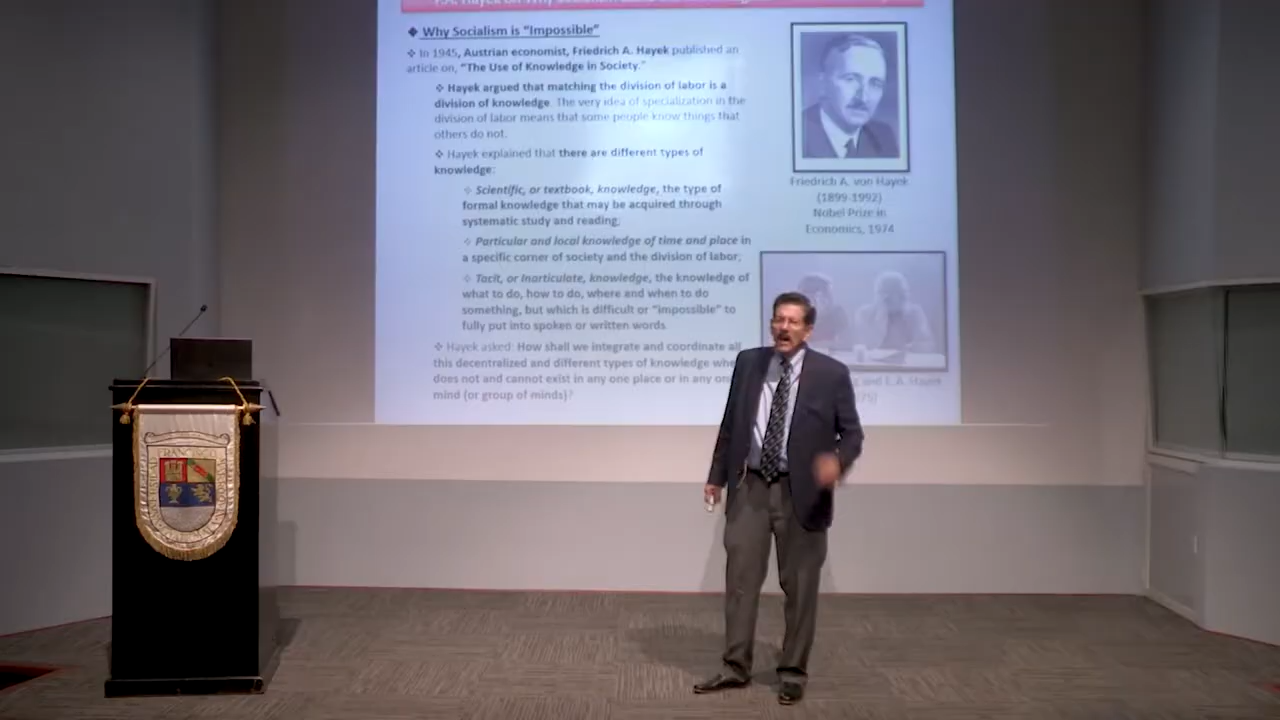 F.A. Hayek on Why Socialism
❖ Why Socialism is “Impossible”
❖ In 1945, Austrian economist, Friedrich A. Hayek published an
article on, “The Use of Knowledge in Society.”
❖ Hayek argued that matching the division of labor is a
division of knowledge. The very idea of specialization in the
division of labor means that some people know things that
others do not.
❖ Hayek explained that there are different types of
knowledge:
❖ Scientific, or textbook, knowledge, the type of
formal knowledge that may be acquired through
systematic study and reading;
❖ Particular and local knowledge of time and place in
a specific corner of society and the division of labor;
❖ Tacit, or Inarticulate, knowledge, the knowledge of
what to do, how to do, where and when to do
something, but which is difficult or “impossible” to
fully put into spoken or written words.
❖ Hayek asked: How shall we integrate and coordinate all
this decentralized and different types of knowledge
does not and cannot exist in any one place or in any
mind (or group of minds)?
Friedrich A. von Hayek
(1899-1992)
Nobel Prize in
Economics, 1974
and F.A. Hayek
FRANCISCO